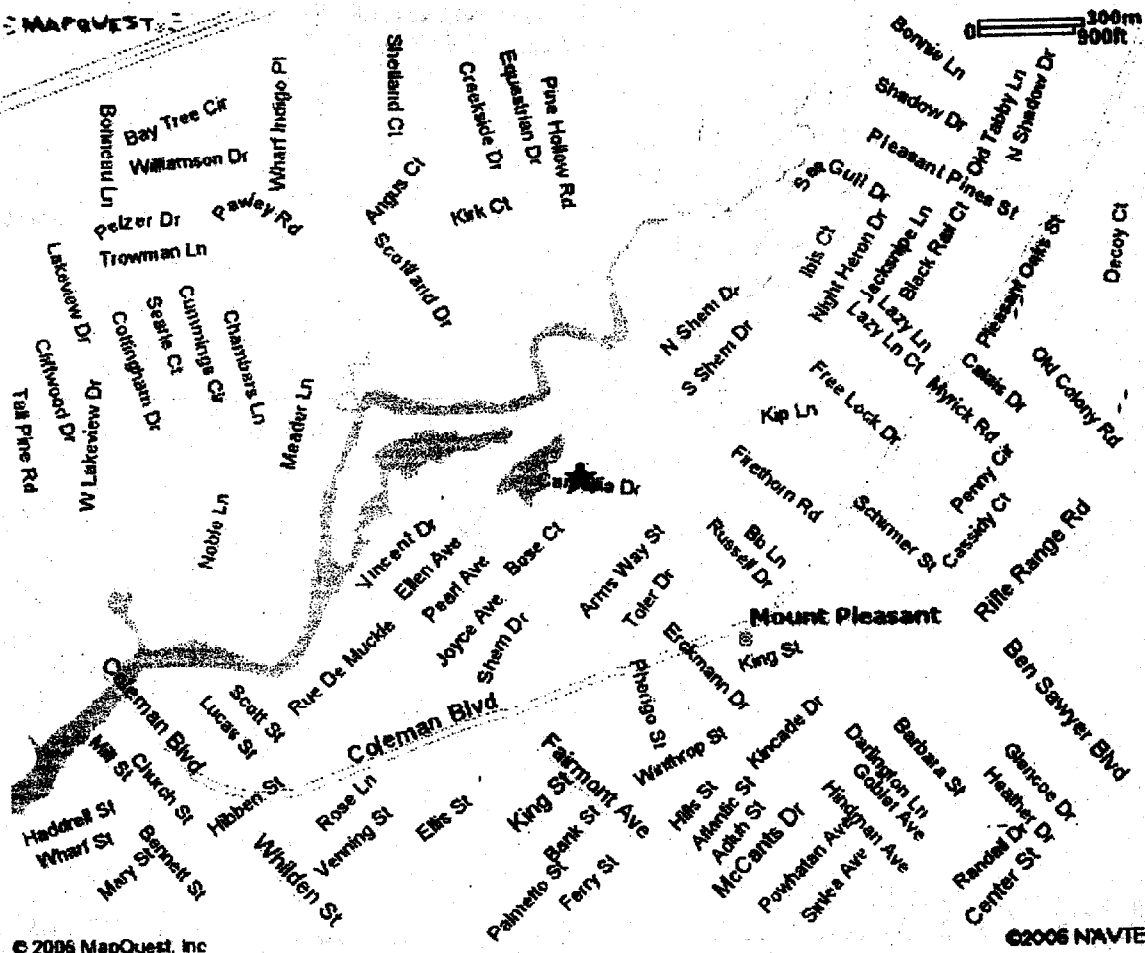 MAPQUEST
0 300m
900ft
Bonnie Ln
Shadow Dr
Old Tabby Ln
N Shadow Dr
Pleasant Pines St
Sea Gull Dr
Shetland Ct
Creekside Dr
Equestrian Dr
Pine Hollow Rd
Wharf Indigo Pl
Bay Tree Cir
Williamson Dr
Pelzer Dr
Pawley Rd
Trowman Ln
Angus Ct
Kirk Ct
Scotland Dr
Ibis Ct
Night Heron Dr
Jacksnipe Ln
Black Rail Ct
Pleasant Oaks St
Decoy Ct
Lakeview Dr
Cliffwood Dr
Tall Pine Rd
W Lakeview Dr
Cottingham Dr
Searle Ct
Cummings Cir
Chambers Ln
Meader Ln
Noble Ln
N Shem Dr
S Shem Dr
Lazy Ln
Lazy Ln Ct
Kip Ln
Free Lock Dr
Myrick Rd
Calais Dr
Old Colony Rd
Camellia Dr
Firethorn Rd
Schirmer St
Penny Cir
Cassidy Ct
Rifle Range Rd
Vincent Dr
Ellen Ave
Pearl Ave
Bose Ct
Joyce Ave
Shem Dr
Arms Way St
Toler Dr
Russell Dr
Bb Ln
Mount Pleasant
King St
Erckmann Dr
Phorigo St
Rue De Muckle
Coleman Blvd
Scott St
Lucas St
Coleman Blvd
Mill St
Church St
Haddrell St
Wharf St
Mary St
Bennett St
Hibben St
Whilden St
Rose Ln
Venning St
Ellis St
King St
Fairmont Ave
Bank St
Palmetto St
Ferry St
Winthrop St
Kincade Dr
Hills St
Atlantic St
Adluh St
McCants Dr
Darlington Ln
Goblet Ave
Hindman Ave
Powhatan Ave
Barbara St
Ben Sawyer Blvd
Glencoe Dr
Heather Dr
Randall Dr
Center St
© 2006 MapQuest, Inc
©2006 NAVTE